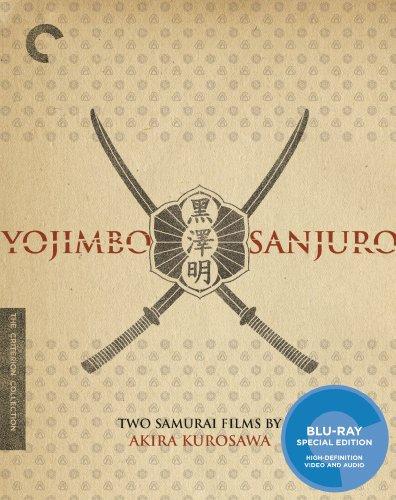 YOJIMBO
SANJURO
黒
澤
明
THE CRITERION COLLECTION
TWO SAMURAI FILMS BY
AKIRA KUROSAWA
BLU-RAY
SPECIAL EDITION
HIGH-DEFINITION
VIDEO AND AUDIO